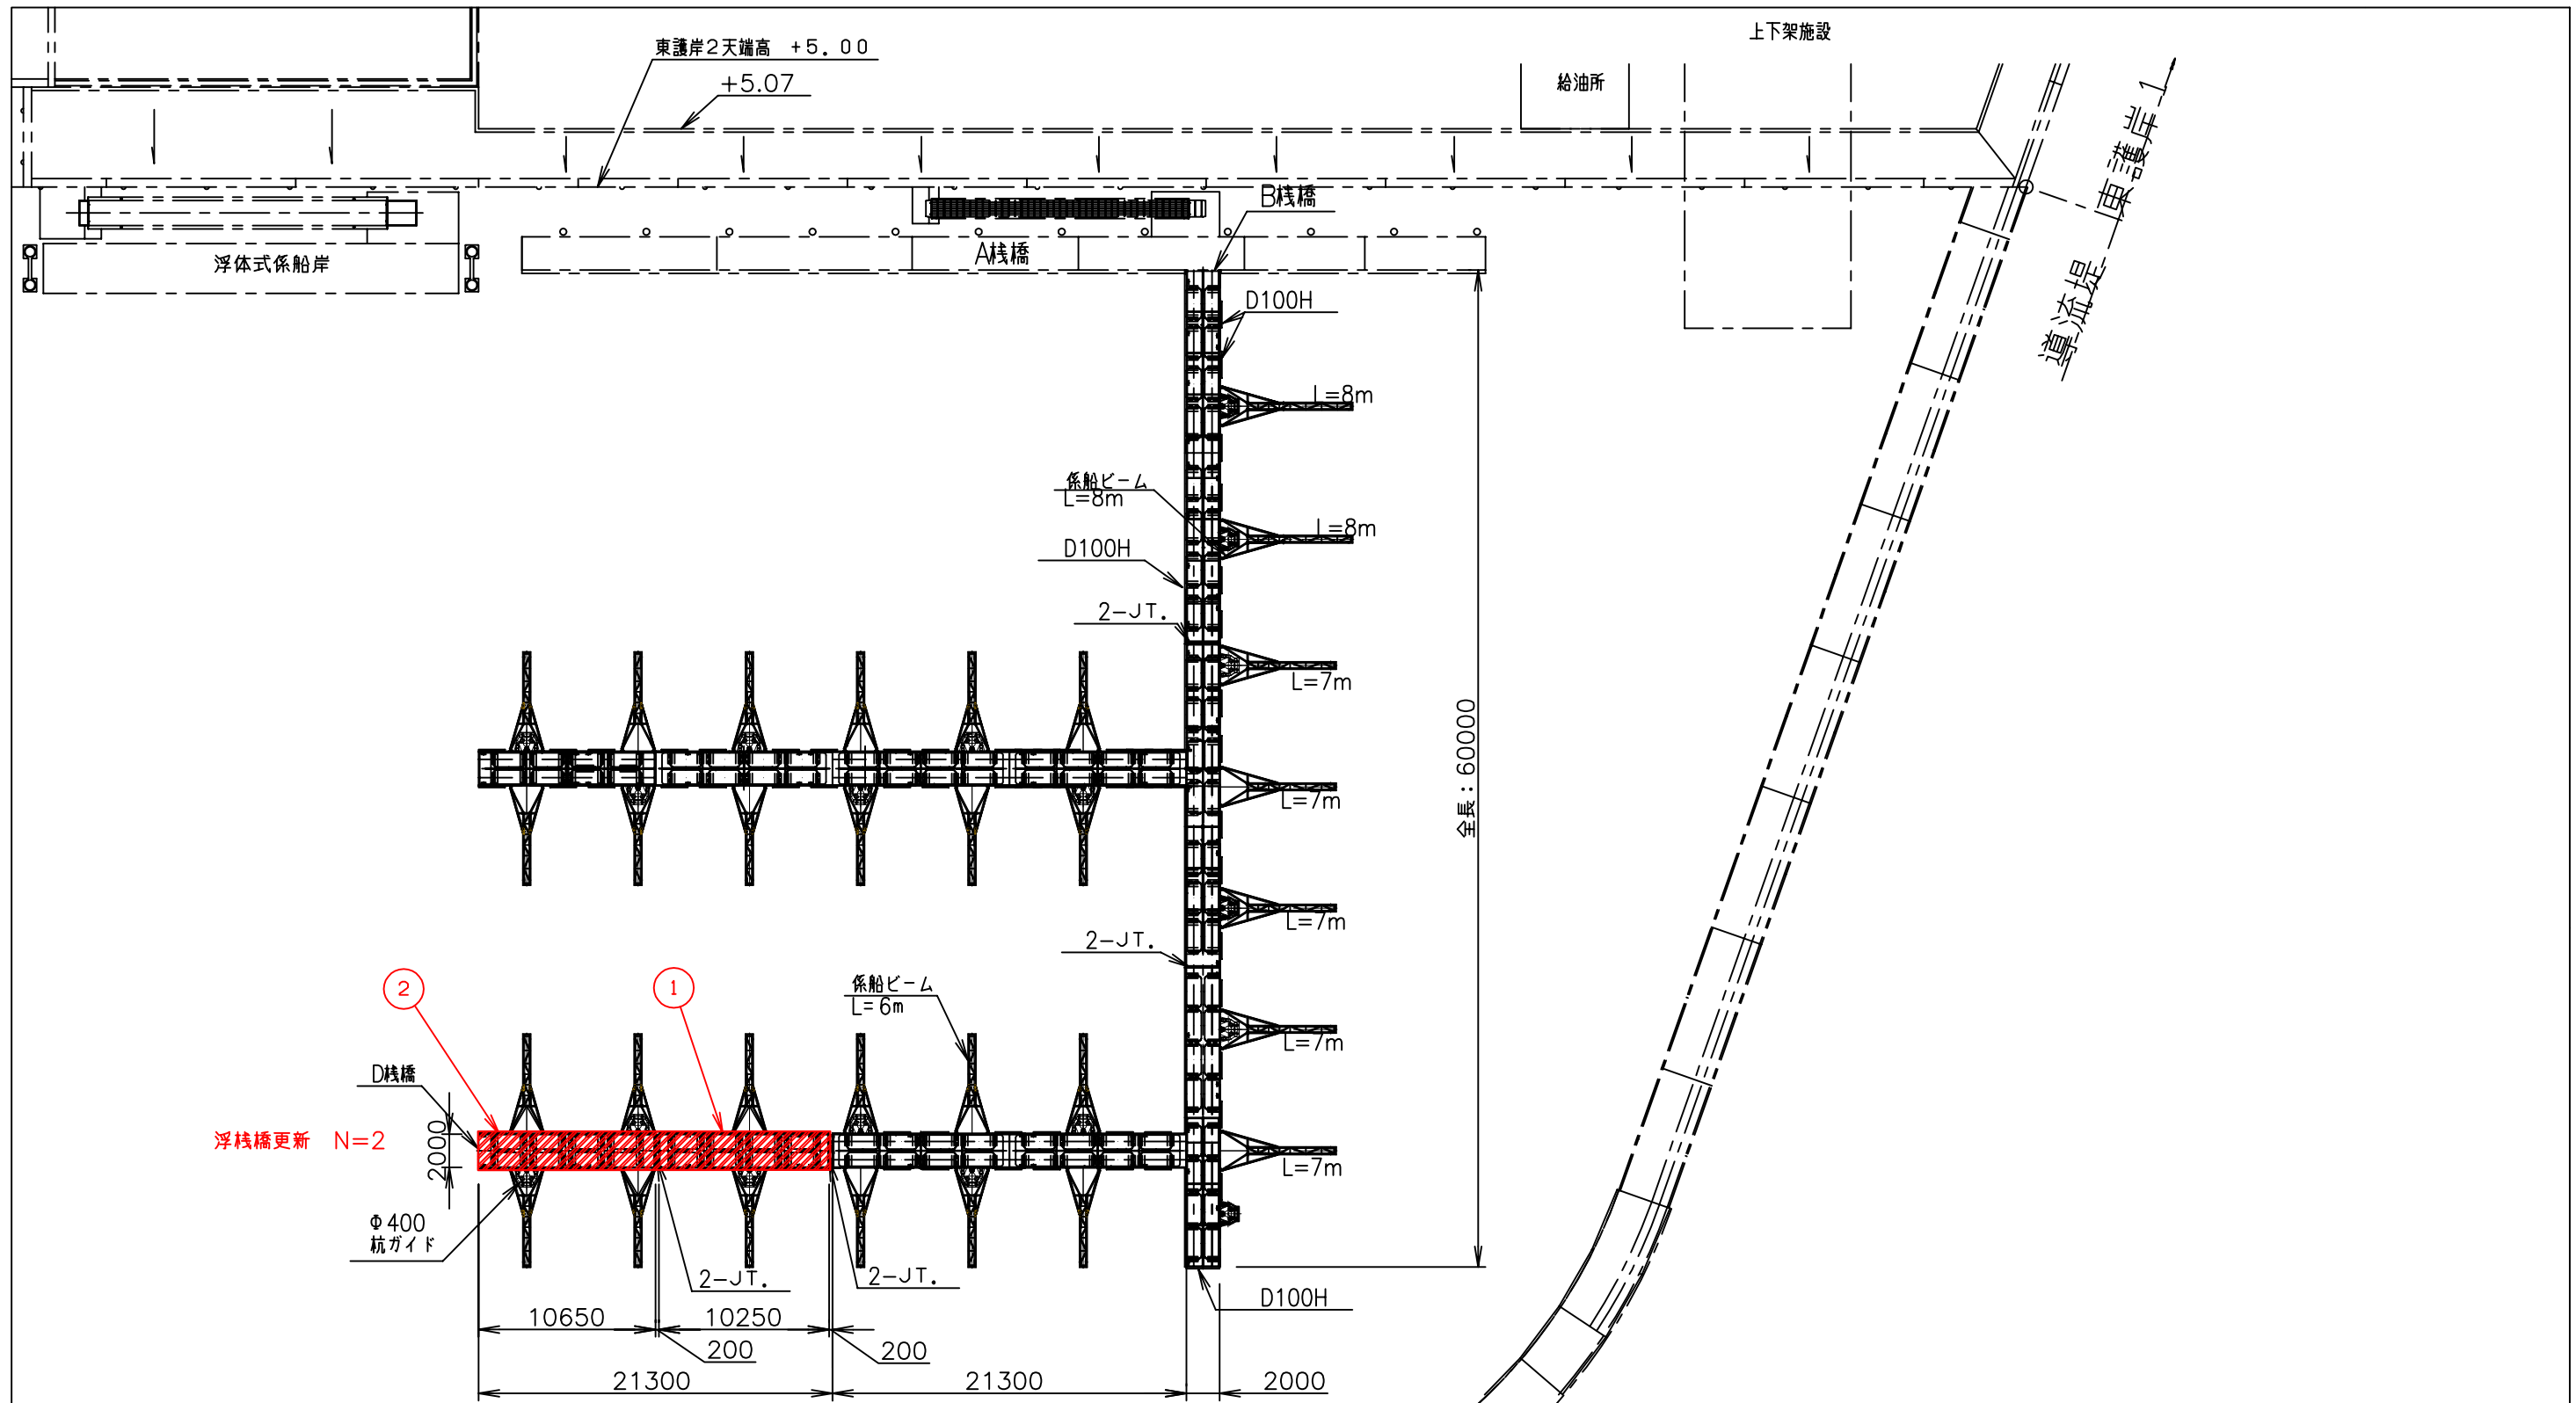 上下架施設
東護岸2天端高 +5.00
+5.07
給油所
東護岸 1
導流堤
B桟橋
A桟橋
浮体式係船岸
D100H
L=8m
係船ビーム
L=8m
L=8m
D100H
2-JT.
L=7m
全長：60000
L=7m
L=7m
2-JT.
係船ビーム
L=6m
2
1
L=7m
D桟橋
浮桟橋更新 N=2
2000
L=7m
Φ400
杭ガイド
2-JT.
2-JT.
D100H
10650
10250
200
200
21300
21300
2000